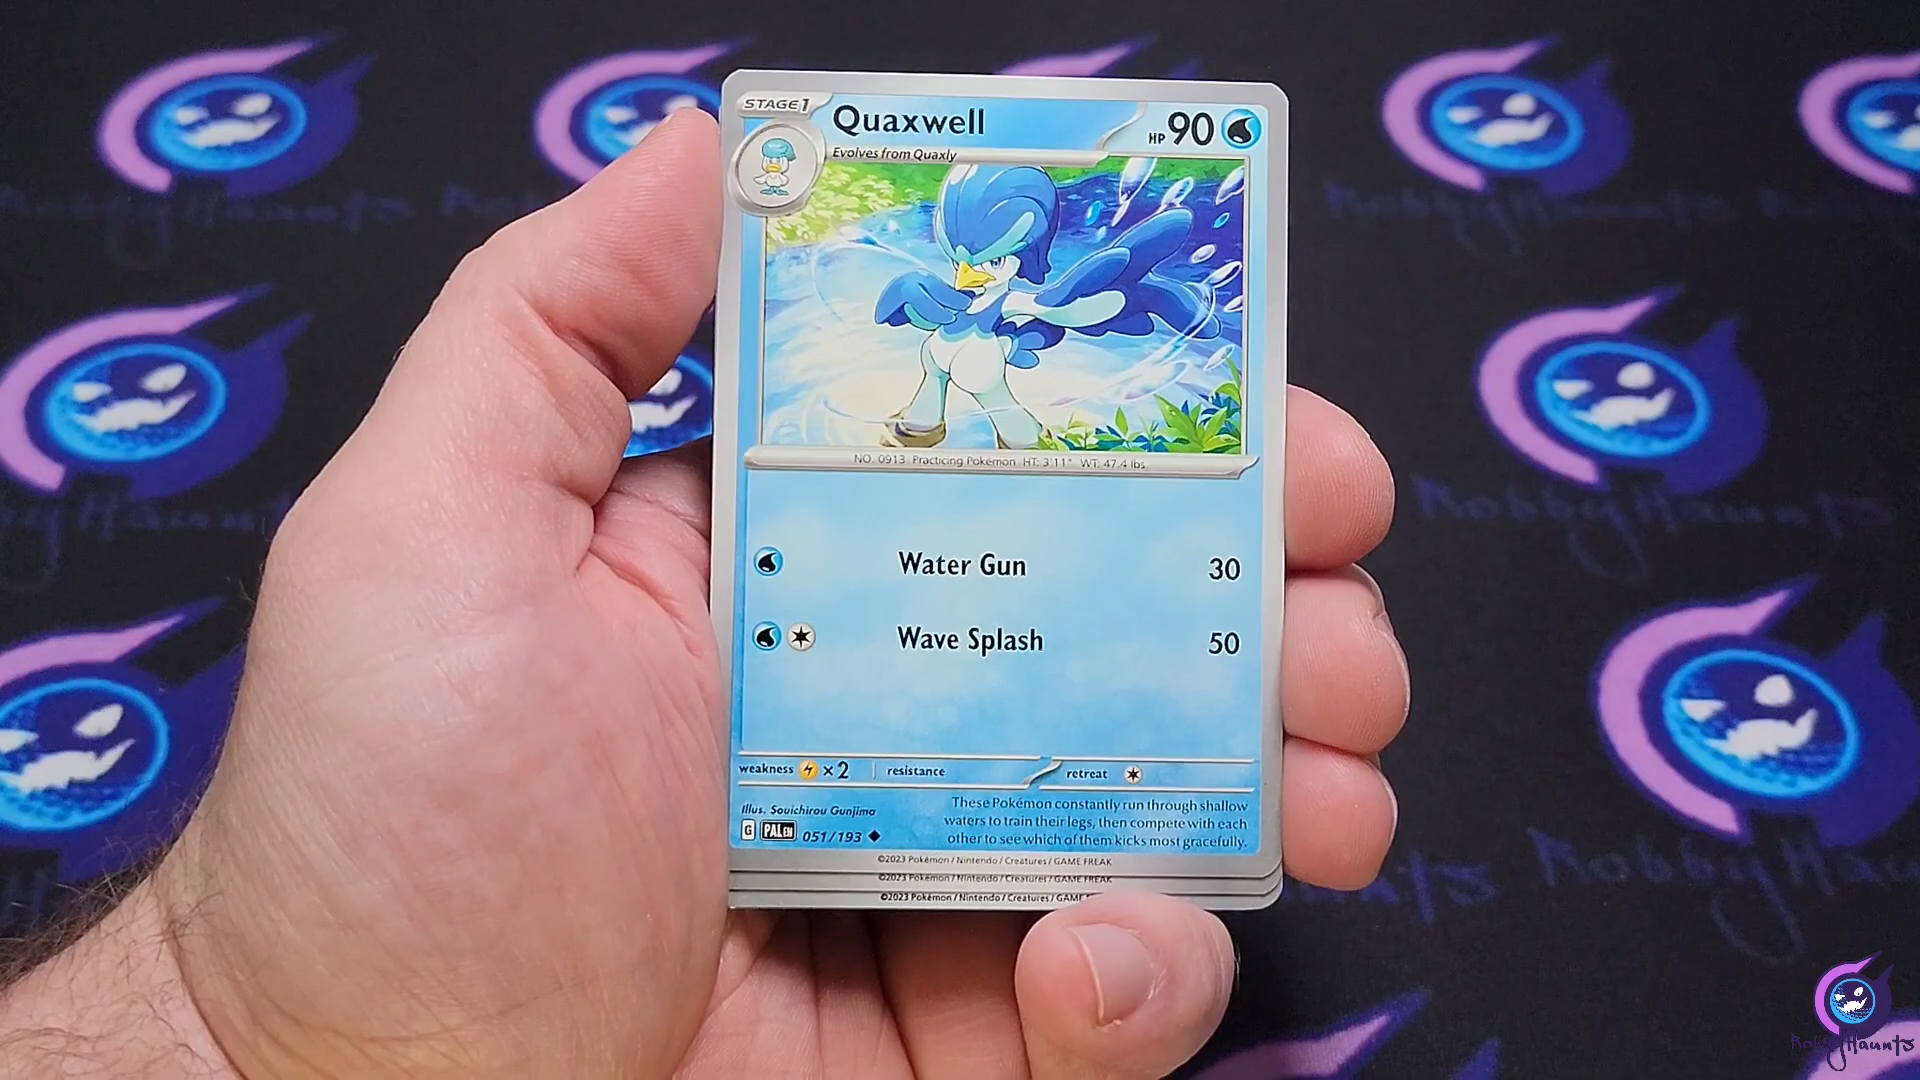 STAGE1
Quaxwell
HP 90
Evolves from Quaxly
NO. 0913 Practicing Pokémon HT: 3'11" WT: 47.4 lbs.
Water Gun 30
Wave Splash 50
weakness ×2 resistance retreat
Illus. Souichirou Gunjima
These Pokémon constantly run through shallow
waters to train their legs, then compete with each
other to see which of them kicks most gracefully.
G PAL EN 051/193
©2023 Pokémon / Nintendo / Creatures / GAME FREAK
©2023 Pokémon / Nintendo / Creatures / GAME FREAK
©2023 Pokémon / Nintendo / Creatures / GAME
RobbyHaunts
RobbyHaunts